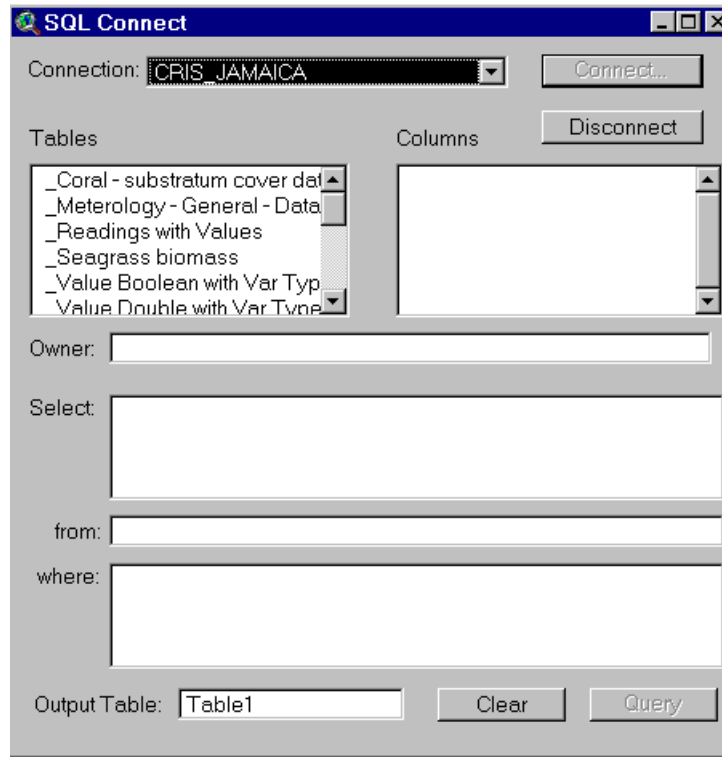 SQL Connect
Connection: CRIS_JAMAICA Connect...
Disconnect
Tables Columns
_Coral - substratum cover dat
_Meterology - General - Data
_Readings with Values
_Seagrass biomass
_Value Boolean with Var Typ
_Value Double with Var Type
Owner:
Select:
from:
where:
Output Table: Table1 Clear Query